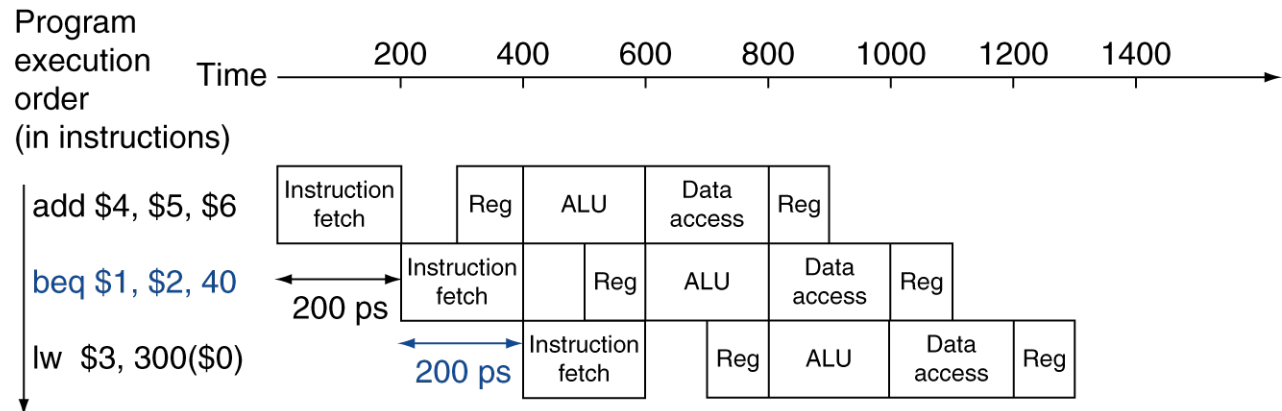 Program
execution
order
(in instructions)
Time
200 400 600 800 1000 1200 1400
add $4, $5, $6
Instruction
fetch
Reg
ALU
Data
access
Reg
beq $1, $2, 40
200 ps
Instruction
fetch
Reg
ALU
Data
access
Reg
lw $3, 300($0)
200 ps
Instruction
fetch
Reg
ALU
Data
access
Reg